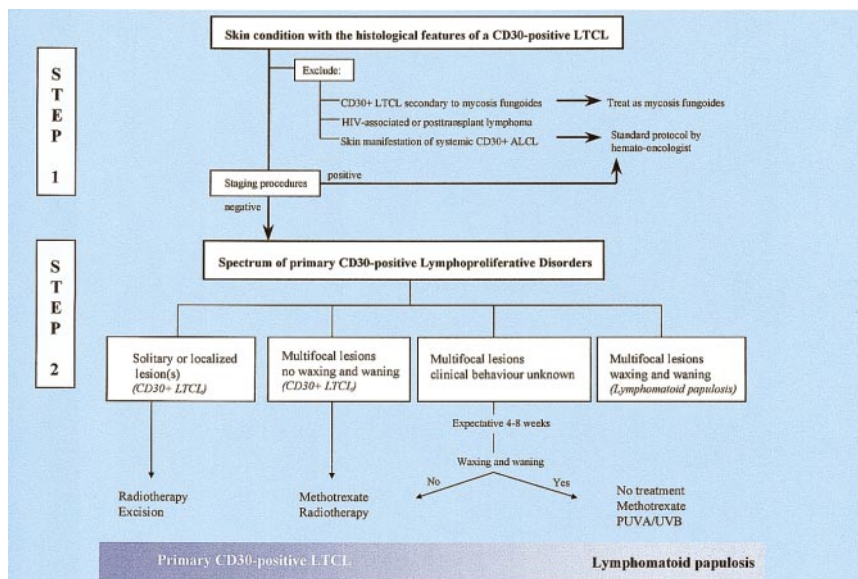 Skin condition with the histological features of a CD30-positive LTCL
STEP 1
Exclude:
CD30+ LTCL secondary to mycosis fungoides
Treat as mycosis fungoides
HIV-associated or posttransplant lymphoma
Skin manifestation of systemic CD30+ ALCL
Standard protocol by
hemato-oncologist
Staging procedures
positive
negative
STEP 2
Spectrum of primary CD30-positive Lymphoproliferative Disorders
Solitary or localized
lesion(s)
(CD30+ LTCL)
Multifocal lesions
no waxing and waning
(CD30+ LTCL)
Multifocal lesions
clinical behaviour unknown
Multifocal lesions
waxing and waning
(Lymphomatoid papulosis)
Expectative 4-8 weeks
Waxing and waning
No
Yes
Radiotherapy
Excision
Methotrexate
Radiotherapy
No treatment
Methotrexate
PUVA/UVB
Primary CD30-positive LTCL
Lymphomatoid papulosis